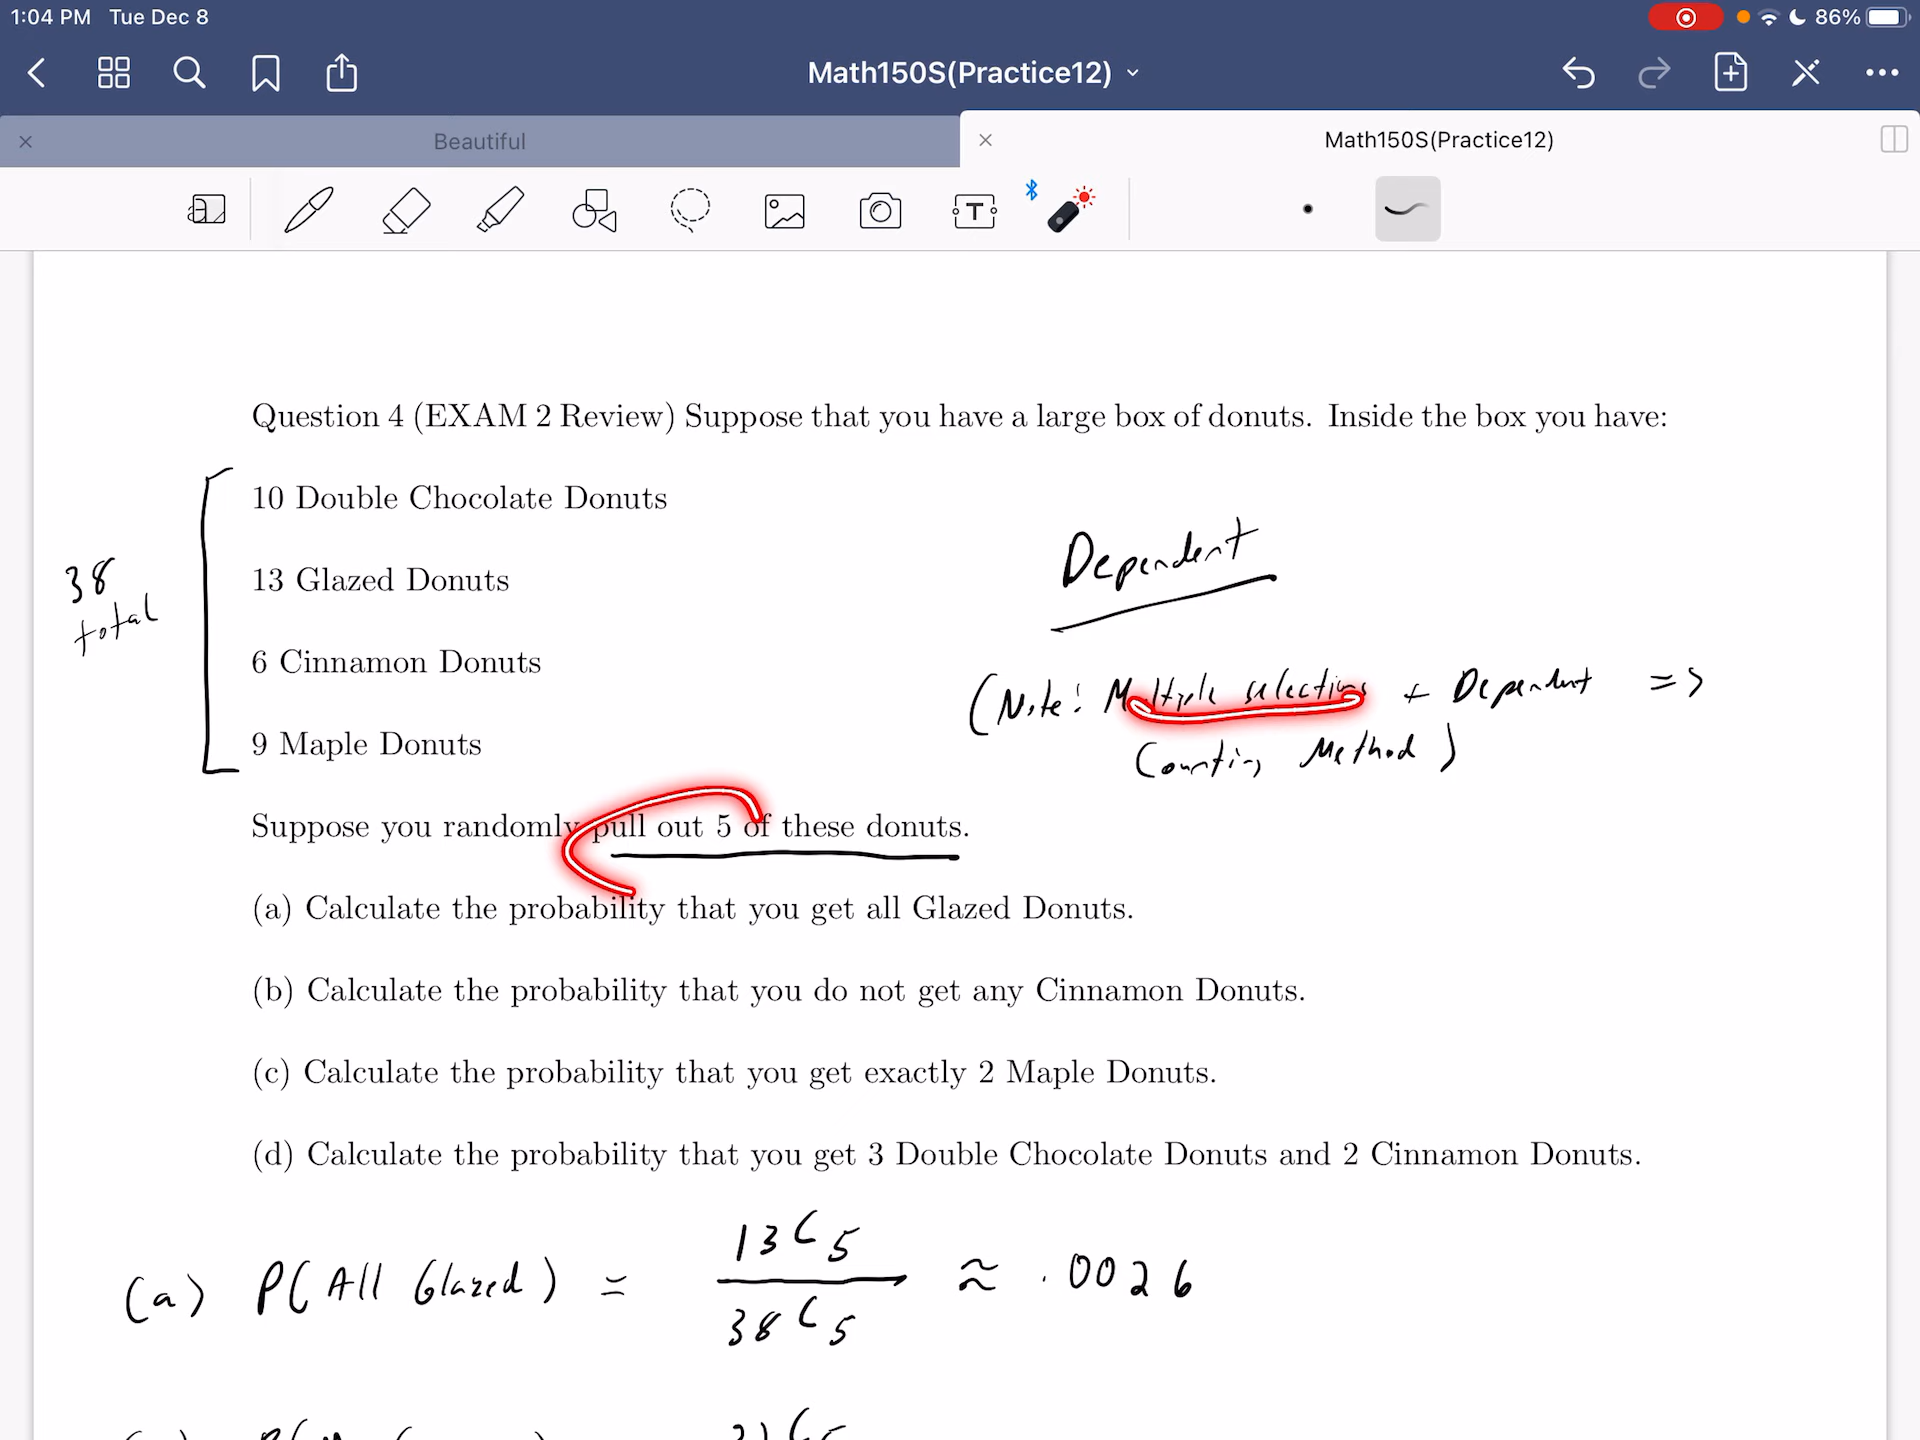 1:04 PM Tue Dec 8
86%
Math150S(Practice12)
Beautiful
Math150S(Practice12)
Question 4 (EXAM 2 Review) Suppose that you have a large box of donuts. Inside the box you have:
10 Double Chocolate Donuts
13 Glazed Donuts
6 Cinnamon Donuts
9 Maple Donuts
38
total
Dependent
(Note: Multiple selections + Dependent =>
Counting Method)
Suppose you randomly pull out 5 of these donuts.
(a) Calculate the probability that you get all Glazed Donuts.
(b) Calculate the probability that you do not get any Cinnamon Donuts.
(c) Calculate the probability that you get exactly 2 Maple Donuts.
(d) Calculate the probability that you get 3 Double Chocolate Donuts and 2 Cinnamon Donuts.
(a) P(All Glazed) = 13C5 / 38C5 ≈ .0026